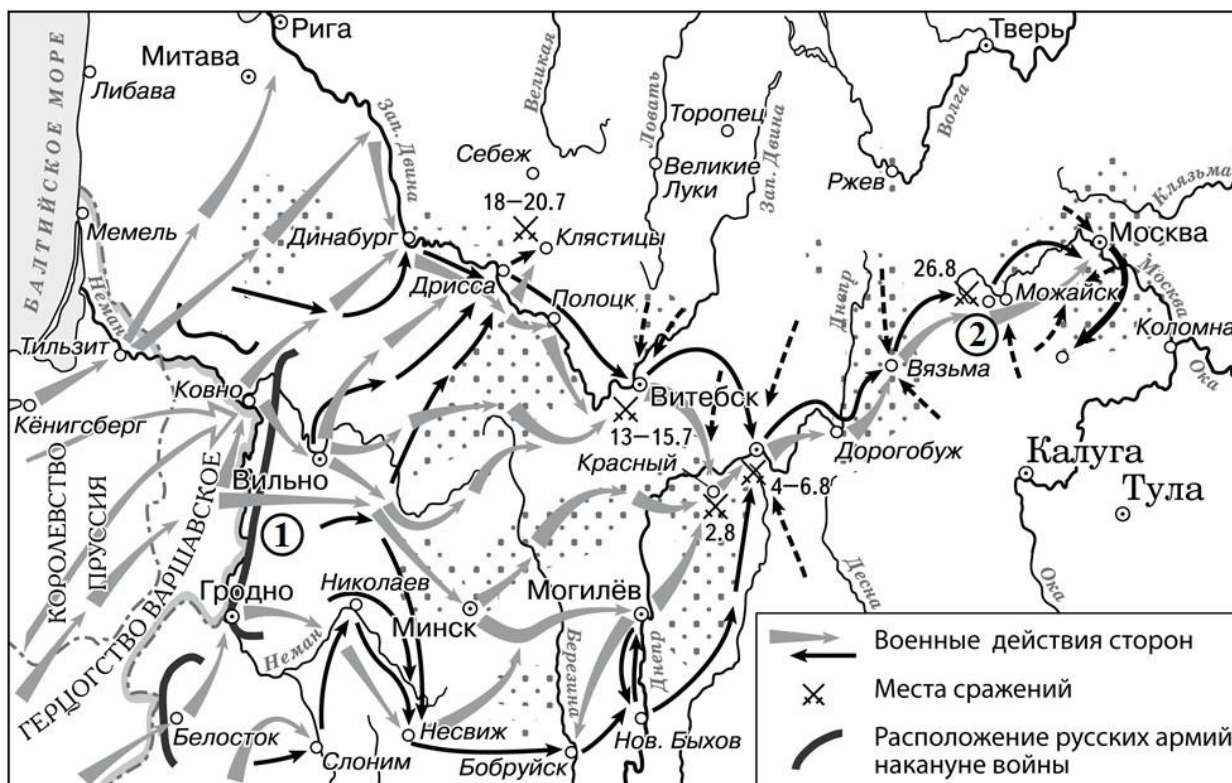 Рига
Тверь
Митава
Либава
БАЛТИЙСКОЕ МОРЕ
Зап. Двина
Великая
Ловать
Торопец
Зап. Двина
Волга
Себеж
18–20.7
Великие
Луки
Ржев
Клязьма
Мемель
Неман
Динабург
Клястицы
Дрисса
Полоцк
Днепр
26.8
Москва
Можайск
Москва
Коломна
Ока
2
Тильзит
Ковно
Кёнигсберг
Витебск
13–15.7
Вязьма
Дорогобуж
Красный
4–6.8
2.8
Калуга
Тула
КОРОЛЕВСТВО
ПРУССИЯ
ГЕРЦОГСТВО ВАРШАВСКОЕ
Вильно
1
Гродно
Николаев
Неман
Минск
Могилёв
Березина
Днепр
Десна
Ока
Белосток
Слоним
Несвиж
Бобруйск
Нов. Быхов
Военные действия сторон
Места сражений
Расположение русских армий
накануне войны